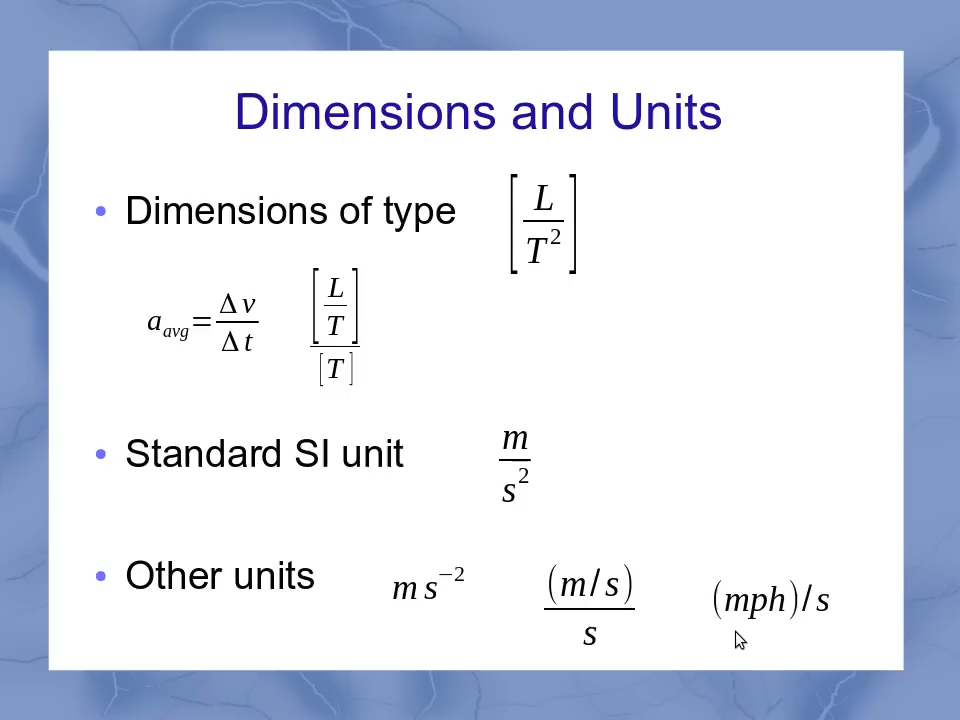 Dimensions and Units
• Dimensions of type [L/T²]
a_avg = Δv/Δt [L/T]/[T]
• Standard SI unit m/s²
• Other units m s⁻² (m/s)/s (mph)/s